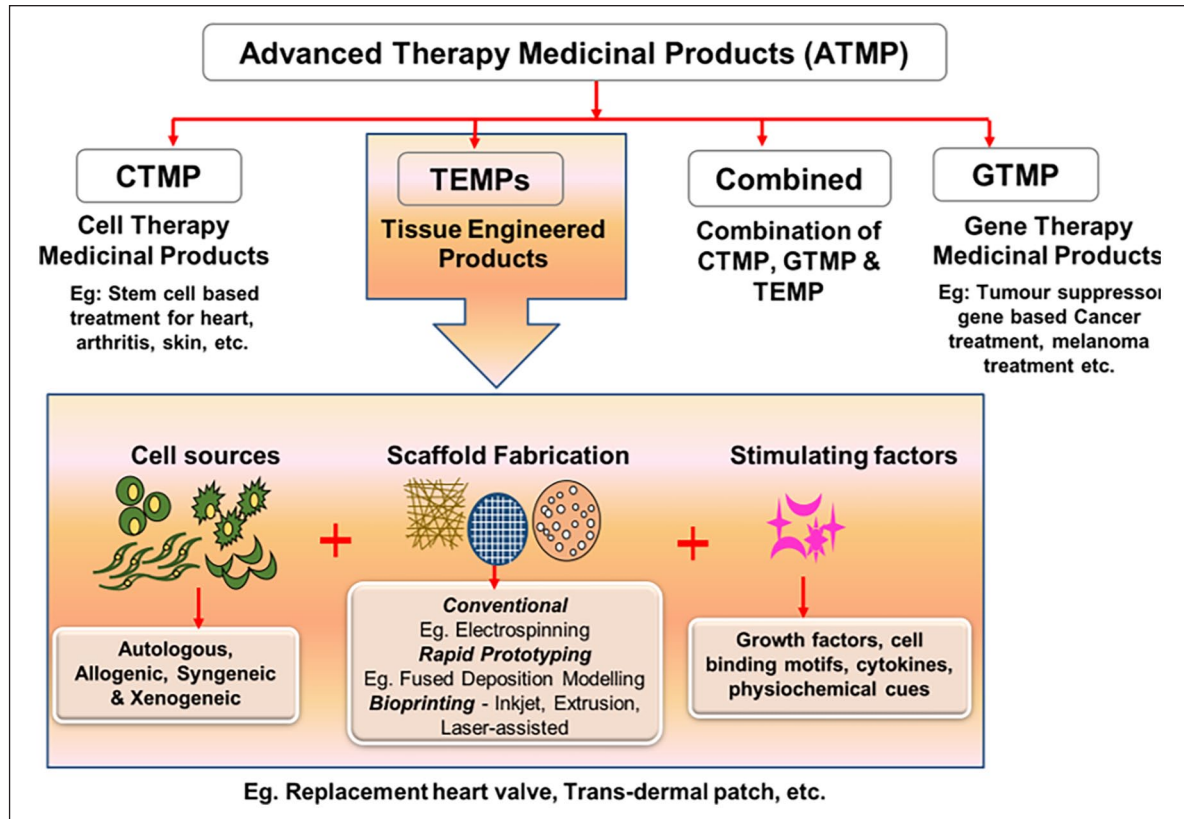 Advanced Therapy Medicinal Products (ATMP)
CTMP
Cell Therapy
Medicinal Products
Eg: Stem cell based
treatment for heart,
arthritis, skin, etc.
TEMPs
Tissue Engineered
Products
Combined
Combination of
CTMP, GTMP &
TEMP
GTMP
Gene Therapy
Medicinal Products
Eg: Tumour suppressor
gene based Cancer
treatment, melanoma
treatment etc.
Cell sources
Autologous,
Allogenic, Syngeneic
& Xenogeneic
+
Scaffold Fabrication
Conventional
Eg. Electrospinning
Rapid Prototyping
Eg. Fused Deposition Modelling
Bioprinting - Inkjet, Extrusion,
Laser-assisted
+
Stimulating factors
Growth factors, cell
binding motifs, cytokines,
physiochemical cues
Eg. Replacement heart valve, Trans-dermal patch, etc.